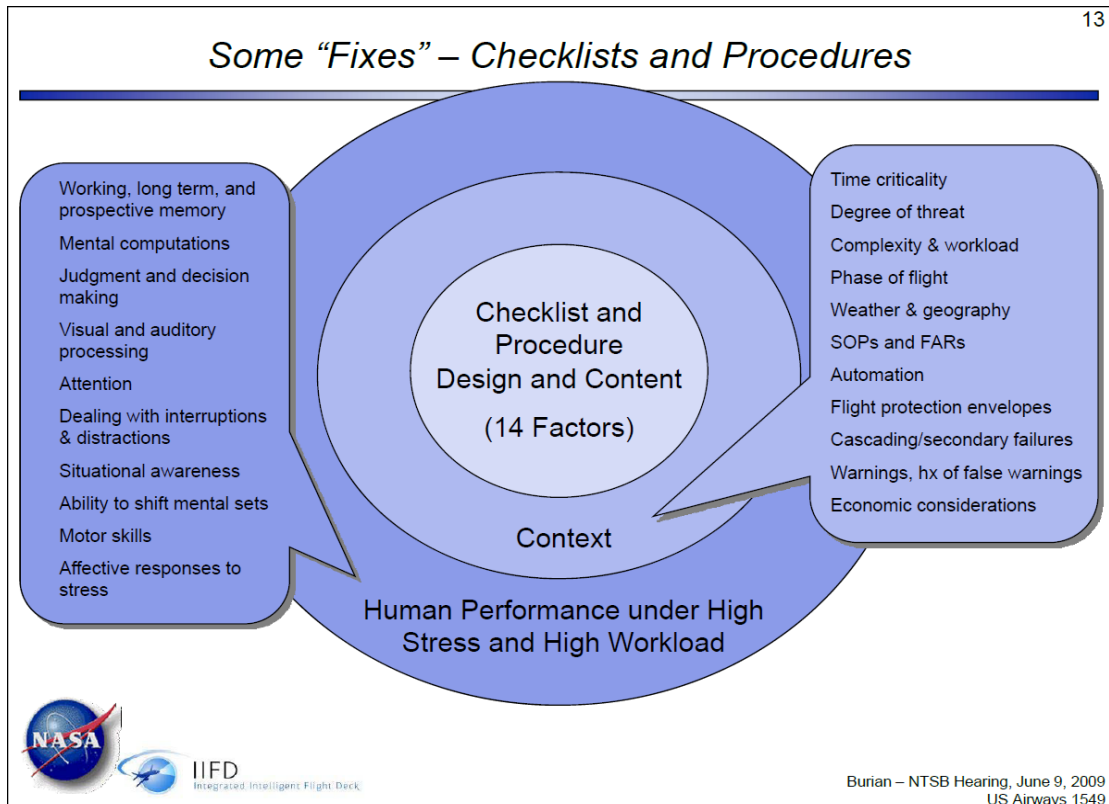 13
Some “Fixes” – Checklists and Procedures
Working, long term, and
prospective memory
Mental computations
Judgment and decision
making
Visual and auditory
processing
Attention
Dealing with interruptions
& distractions
Situational awareness
Ability to shift mental sets
Motor skills
Affective responses to
stress
Checklist and
Procedure
Design and Content
(14 Factors)
Context
Human Performance under High
Stress and High Workload
Time criticality
Degree of threat
Complexity & workload
Phase of flight
Weather & geography
SOPs and FARs
Automation
Flight protection envelopes
Cascading/secondary failures
Warnings, hx of false warnings
Economic considerations
NASA
IIFD
Integrated Intelligent Flight Deck
Burian – NTSB Hearing, June 9, 2009
US Airways 1549